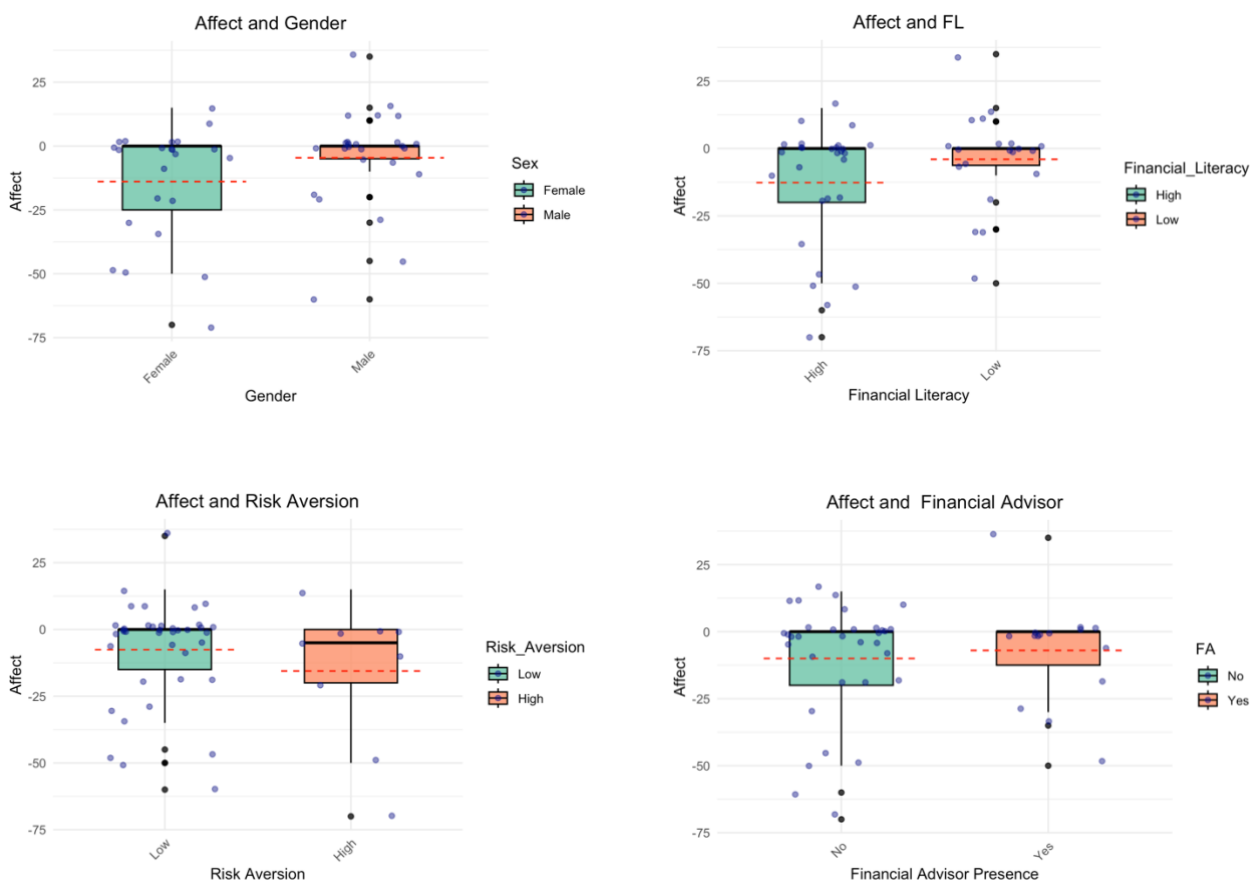 Affect and Gender
25
0
-25
-50
-75
Affect
Female
Male
Gender
Sex
Female
Male
Affect and FL
25
0
-25
-50
-75
Affect
High
Low
Financial Literacy
Financial_Literacy
High
Low
Affect and Risk Aversion
25
0
-25
-50
-75
Affect
Low
High
Risk Aversion
Risk_Aversion
Low
High
Affect and  Financial Advisor
25
0
-25
-50
-75
Affect
No
Yes
Financial Advisor Presence
FA
No
Yes